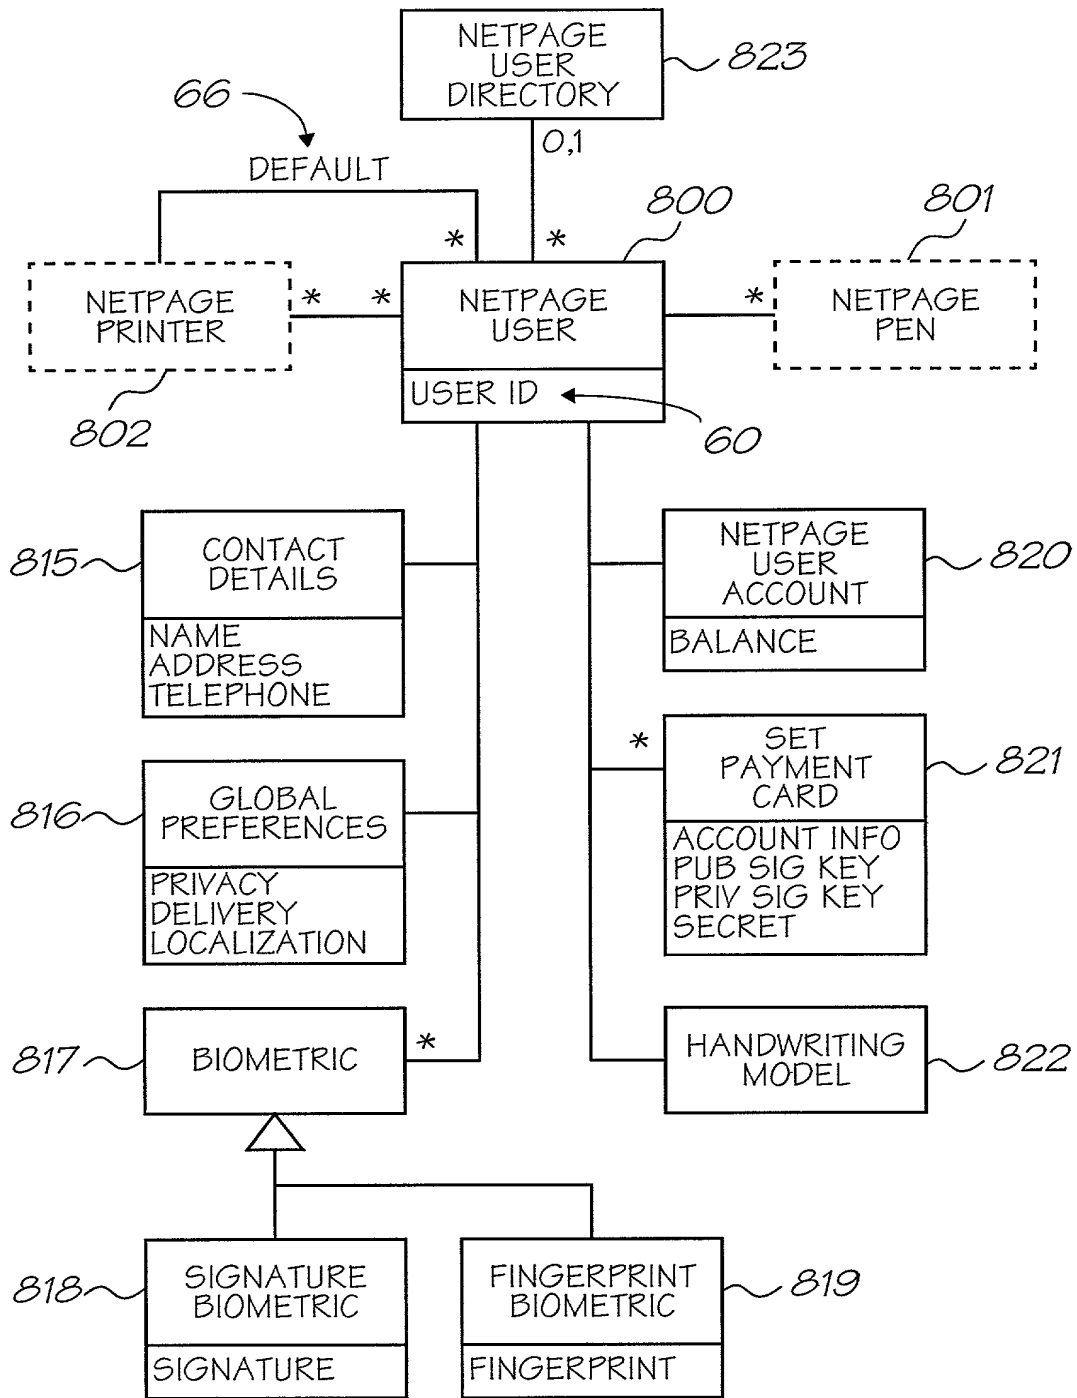 NETPAGE
USER
DIRECTORY
823
66
0,1
DEFAULT
800
801
*
*
NETPAGE
PRINTER
*
*
NETPAGE
USER
*
NETPAGE
PEN
802
USER ID
60
815
CONTACT
DETAILS
NAME
ADDRESS
TELEPHONE
NETPAGE
USER
ACCOUNT
820
BALANCE
816
GLOBAL
PREFERENCES
PRIVACY
DELIVERY
LOCALIZATION
*
SET
PAYMENT
CARD
821
ACCOUNT INFO
PUB SIG KEY
PRIV SIG KEY
SECRET
817
BIOMETRIC
*
HANDWRITING
MODEL
822
818
SIGNATURE
BIOMETRIC
SIGNATURE
FINGERPRINT
BIOMETRIC
819
FINGERPRINT